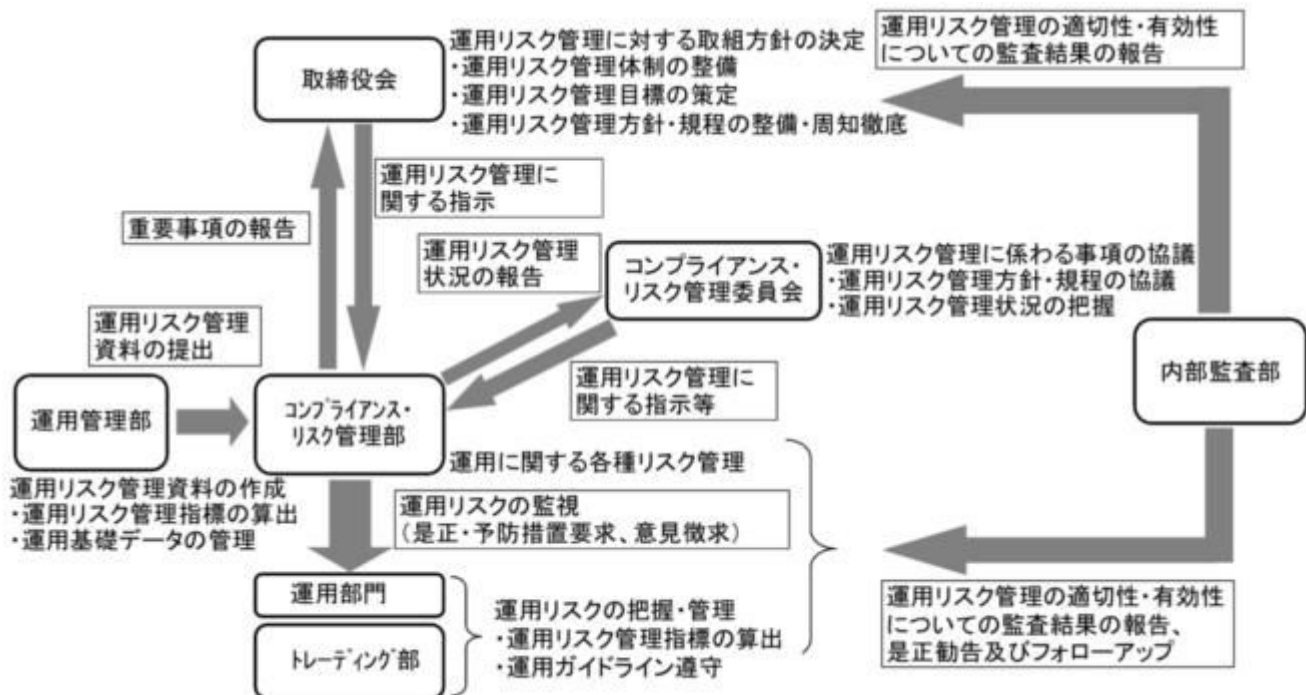 取締役会
運用リスク管理に対する取組方針の決定
・運用リスク管理体制の整備
・運用リスク管理目標の策定
・運用リスク管理方針・規程の整備・周知徹底
運用リスク管理の適切性・有効性
についての監査結果の報告
重要事項の報告
運用リスク管理に
関する指示
運用リスク管理
状況の報告
コンプライアンス・
リスク管理委員会
運用リスク管理に係わる事項の協議
・運用リスク管理方針・規程の協議
・運用リスク管理状況の把握
運用リスク管理
資料の提出
運用リスク管理に
関する指示等
内部監査部
運用管理部
コンプライアンス・
リスク管理部
運用リスク管理資料の作成
・運用リスク管理指標の算出
・運用基礎データの管理
運用に関する各種リスク管理
運用リスクの監視
(是正・予防措置要求、意見徴求)
運用部門
トレーディング部
運用リスクの把握・管理
・運用リスク管理指標の算出
・運用ガイドライン遵守
運用リスク管理の適切性・有効性
についての監査結果の報告、
是正勧告及びフォローアップ